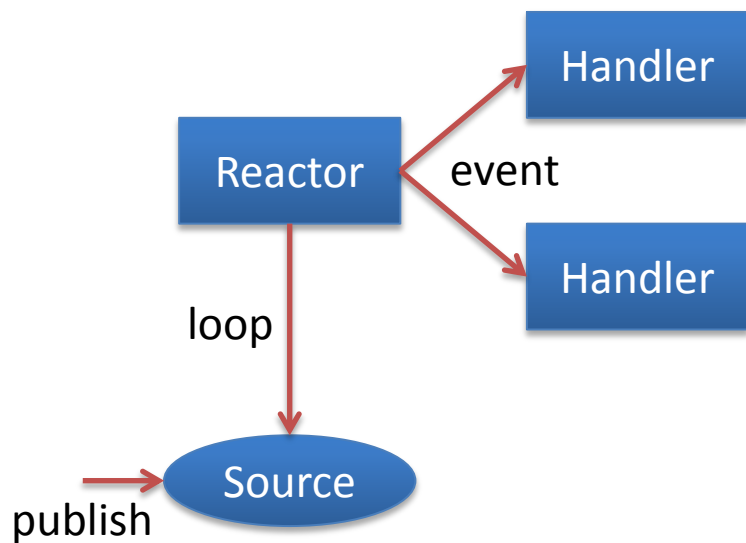 Handler
Reactor
event
Handler
loop
Source
publish